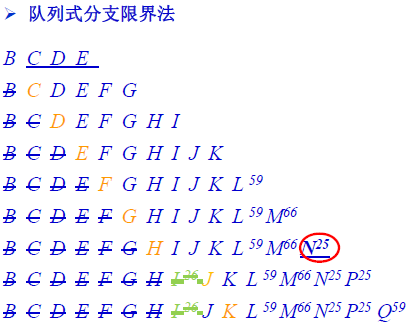 ➢ 队列式分支限界法
B C D E
B C D E F G
B C D E F G H I
B C D E F G H I J K
B C D E F G H I J K L 59
B C D E F G H I J K L 59 M 66
B C D E F G H I J K L 59 M 66 N 25
B C D E F G H I 26 J K L 59 M 66 N 25 P 25
B C D E F G H I 26 J K L 59 M 66 N 25 P 25 Q 59